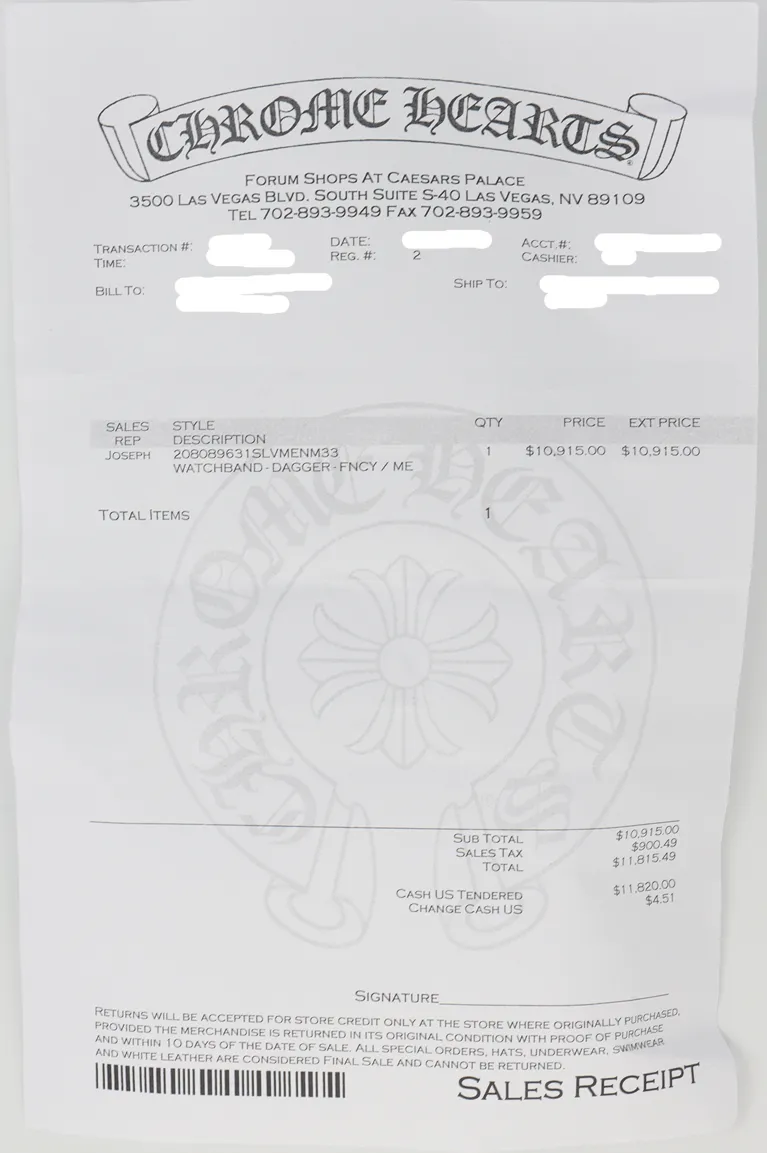 CHROME HEARTS
FORUM SHOPS AT CAESARS PALACE
3500 LAS VEGAS BLVD. SOUTH SUITE S-40 LAS VEGAS, NV 89109
TEL 702-893-9949 FAX 702-893-9959
TRANSACTION #: DATE: ACCT.#:
TIME: REG. #: 2 CASHIER:
BILL TO: SHIP TO:
SALES STYLE QTY PRICE EXT PRICE
REP DESCRIPTION
JOSEPH 208089631SLVMENM33 1 $10,915.00 $10,915.00
WATCHBAND - DAGGER - FNCY / ME
TOTAL ITEMS 1
CHROME HEARTS
SUB TOTAL $10,915.00
SALES TAX $900.49
TOTAL $11,815.49
CASH US TENDERED $11,820.00
CHANGE CASH US $4.51
SIGNATURE
RETURNS WILL BE ACCEPTED FOR STORE CREDIT ONLY AT THE STORE WHERE ORIGINALLY PURCHASED,
PROVIDED THE MERCHANDISE IS RETURNED IN ITS ORIGINAL CONDITION WITH PROOF OF PURCHASE
AND WITHIN 10 DAYS OF THE DATE OF SALE. ALL SPECIAL ORDERS, HATS, UNDERWEAR, SWIMWEAR
AND WHITE LEATHER ARE CONSIDERED FINAL SALE AND CANNOT BE RETURNED.
SALES RECEIPT